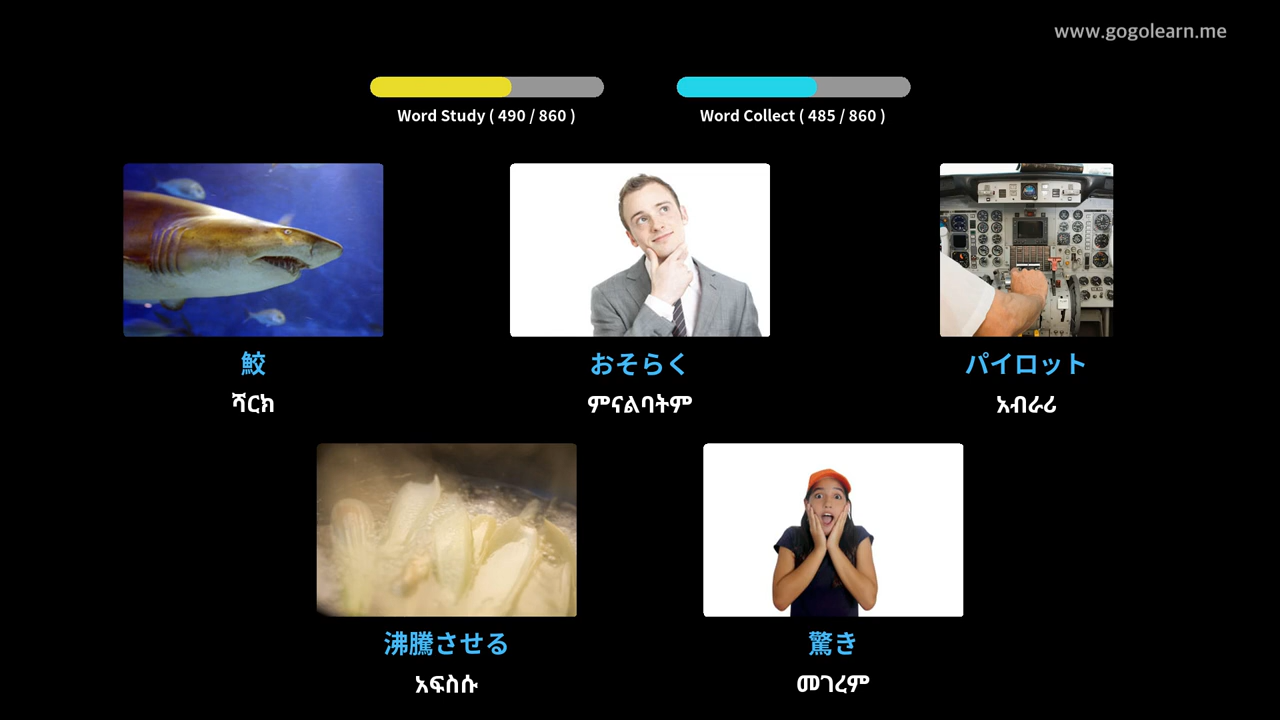 www.gogolearn.me
Word Study ( 490 / 860 )
Word Collect ( 485 / 860 )
鮫
おそらく
パイロット
ሻርክ
ምናልባትም
አብራሪ
沸騰させる
驚き
አፍስሱ
መገረም